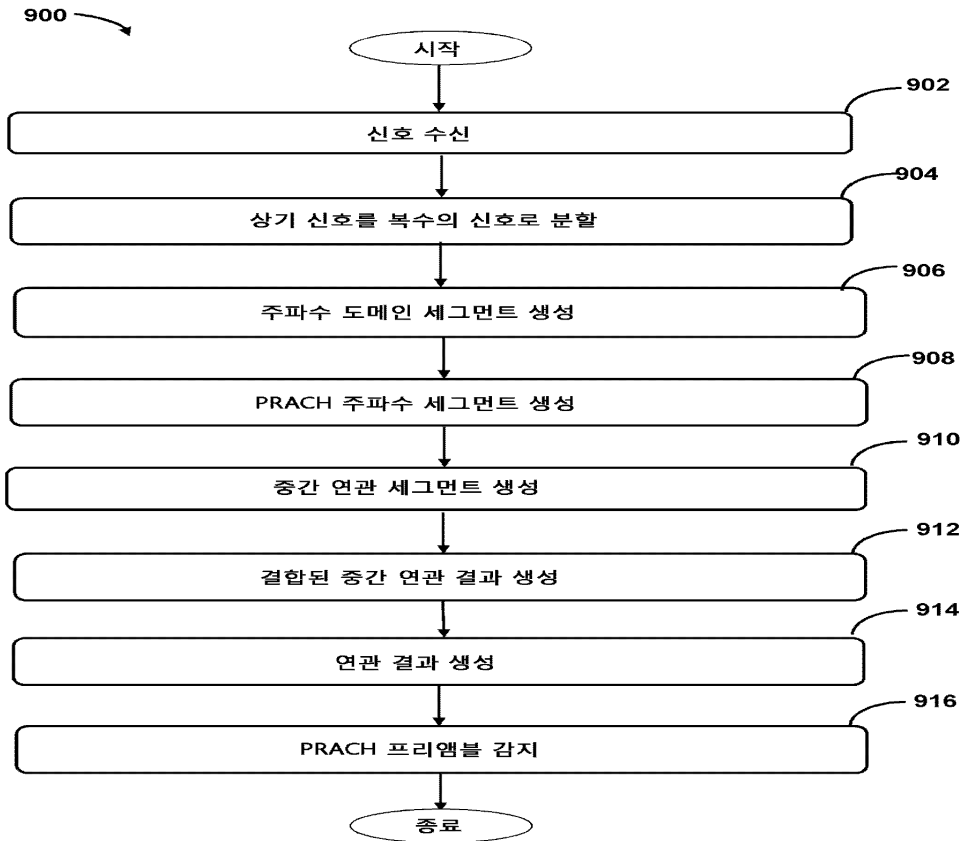 900
시작
902
신호 수신
904
상기 신호를 복수의 신호로 분할
906
주파수 도메인 세그먼트 생성
908
PRACH 주파수 세그먼트 생성
910
중간 연관 세그먼트 생성
912
결합된 중간 연관 결과 생성
914
연관 결과 생성
916
PRACH 프리앰블 감지
종료